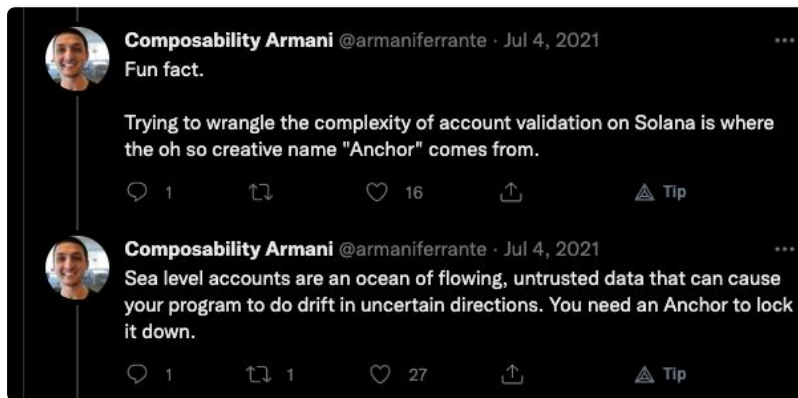 Composability Armani @armaniferrante · Jul 4, 2021
Fun fact.
Trying to wrangle the complexity of account validation on Solana is where
the oh so creative name "Anchor" comes from.
1 16 Tip
Composability Armani @armaniferrante · Jul 4, 2021
Sea level accounts are an ocean of flowing, untrusted data that can cause
your program to do drift in uncertain directions. You need an Anchor to lock
it down.
1 1 27 Tip